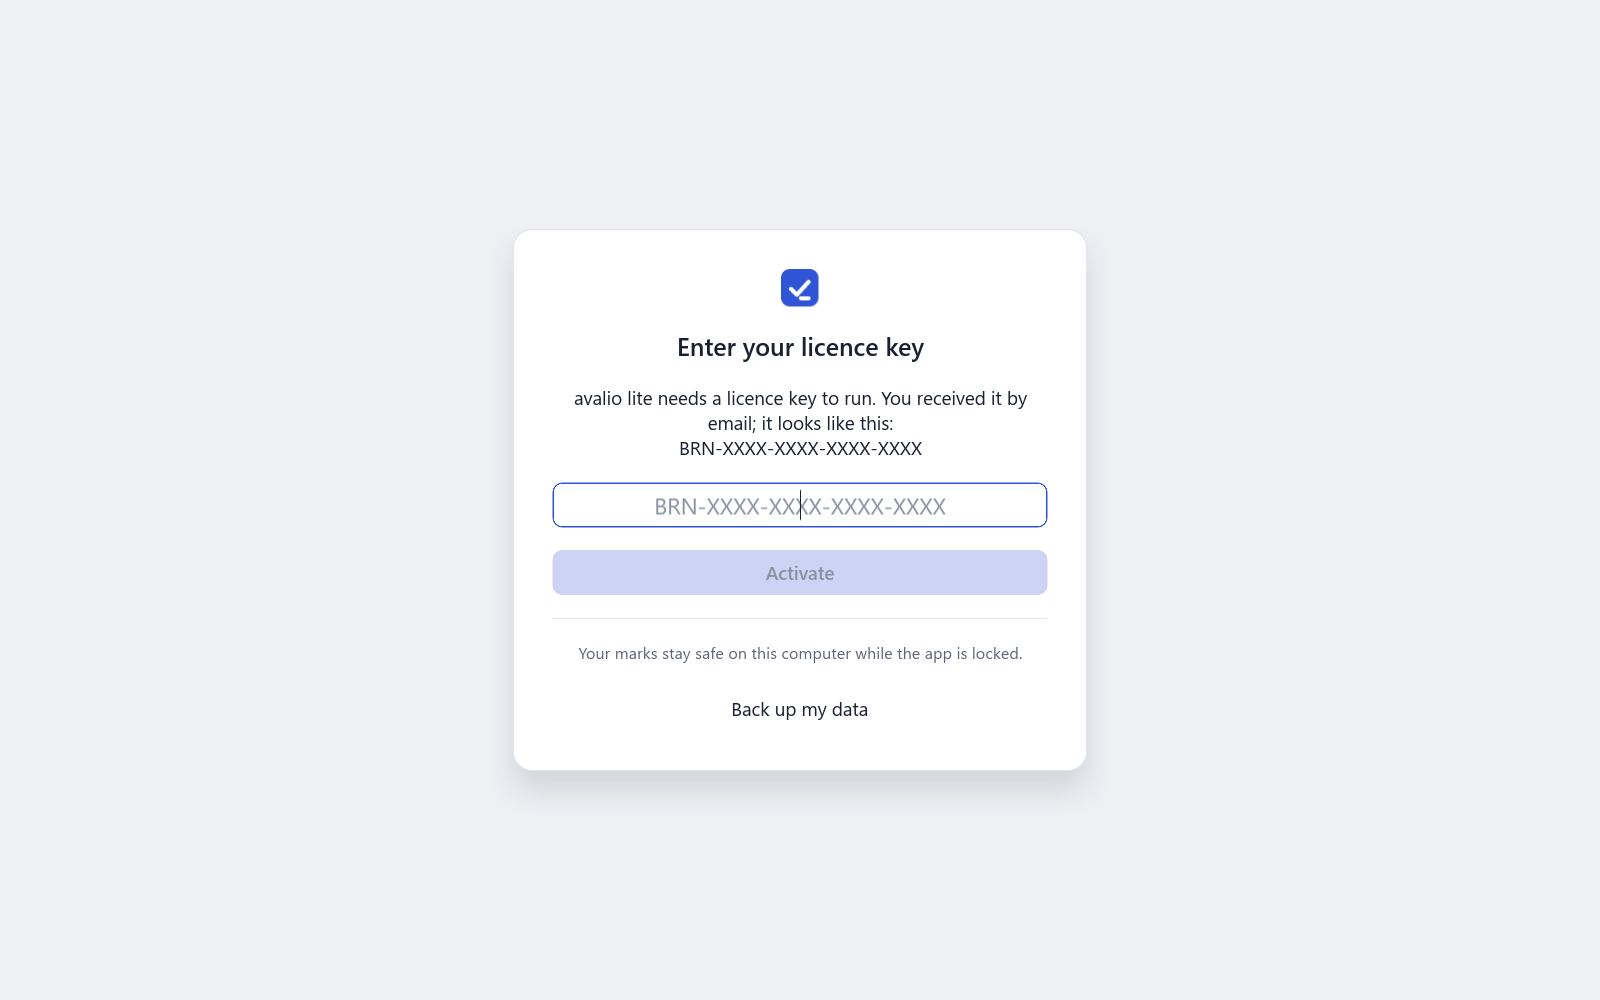 Enter your licence key
avalio lite needs a licence key to run. You received it by
email; it looks like this:
BRN-XXXX-XXXX-XXXX-XXXX
BRN-XXXX-XXXX-XXXX-XXXX
Activate
Your marks stay safe on this computer while the app is locked.
Back up my data